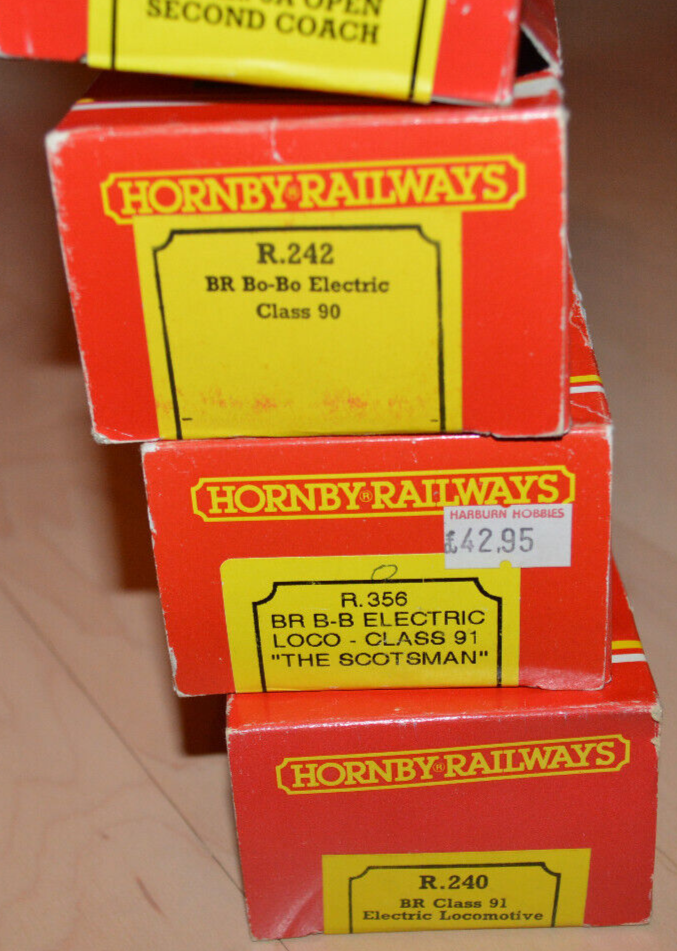 OPEN
SECOND COACH
HORNBY® RAILWAYS
R.242
BR Bo-Bo Electric
Class 90
HORNBY® RAILWAYS
HARBURN HOBBIES
£42.95
R.356
BR B-B ELECTRIC
LOCO - CLASS 91
"THE SCOTSMAN"
HORNBY® RAILWAYS
R.240
BR Class 91
Electric Locomotive